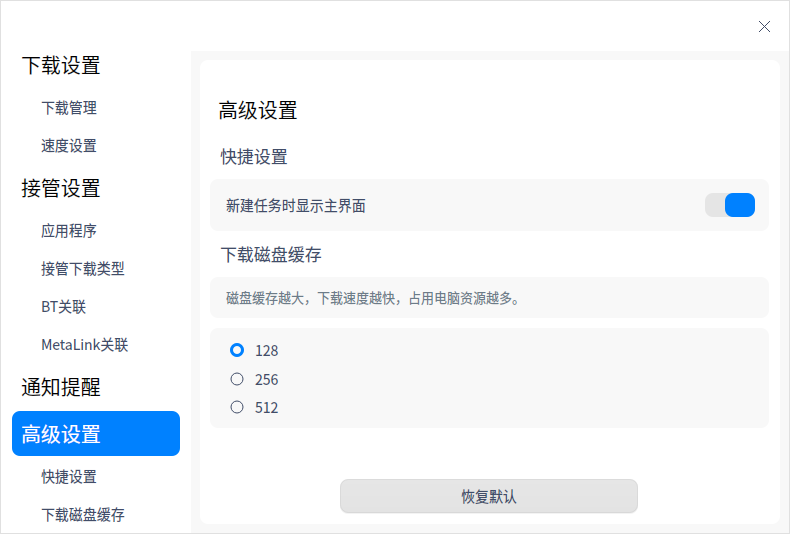 下载设置
下载管理
速度设置
接管设置
应用程序
接管下载类型
BT关联
MetaLink关联
通知提醒
高级设置
快捷设置
下载磁盘缓存
高级设置
快捷设置
新建任务时显示主界面
下载磁盘缓存
磁盘缓存越大，下载速度越快，占用电脑资源越多。
128
256
512
恢复默认